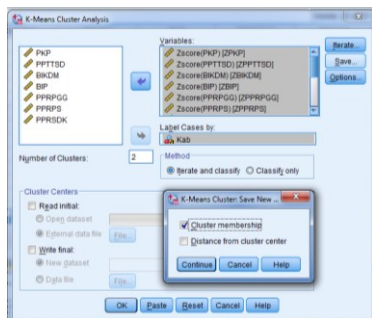 K-Means Cluster Analysis
Variables:
PKP
PPTTSD
BIKDM
BIP
PPRPGG
PPRPS
PPRSDK
Zscore(PKP) [ZPKP]
Zscore(PPTTSD) [ZPPTTSD]
Zscore(BIKDM) [ZBIKDM]
Zscore(BIP) [ZBIP]
Zscore(PPRPGG) [ZPPRPGG]
Zscore(PPRPS) [ZPPRPS]
Iterate...
Save...
Options...
Label Cases by:
Kab
Number of Clusters:
2
Method
Iterate and classify
Classify only
Cluster Centers
Read initial:
Open dataset
External data file
File...
Write final:
New dataset
Data file
File...
K-Means Cluster: Save New ...
Cluster membership
Distance from cluster center
Continue
Cancel
Help
OK
Paste
Reset
Cancel
Help